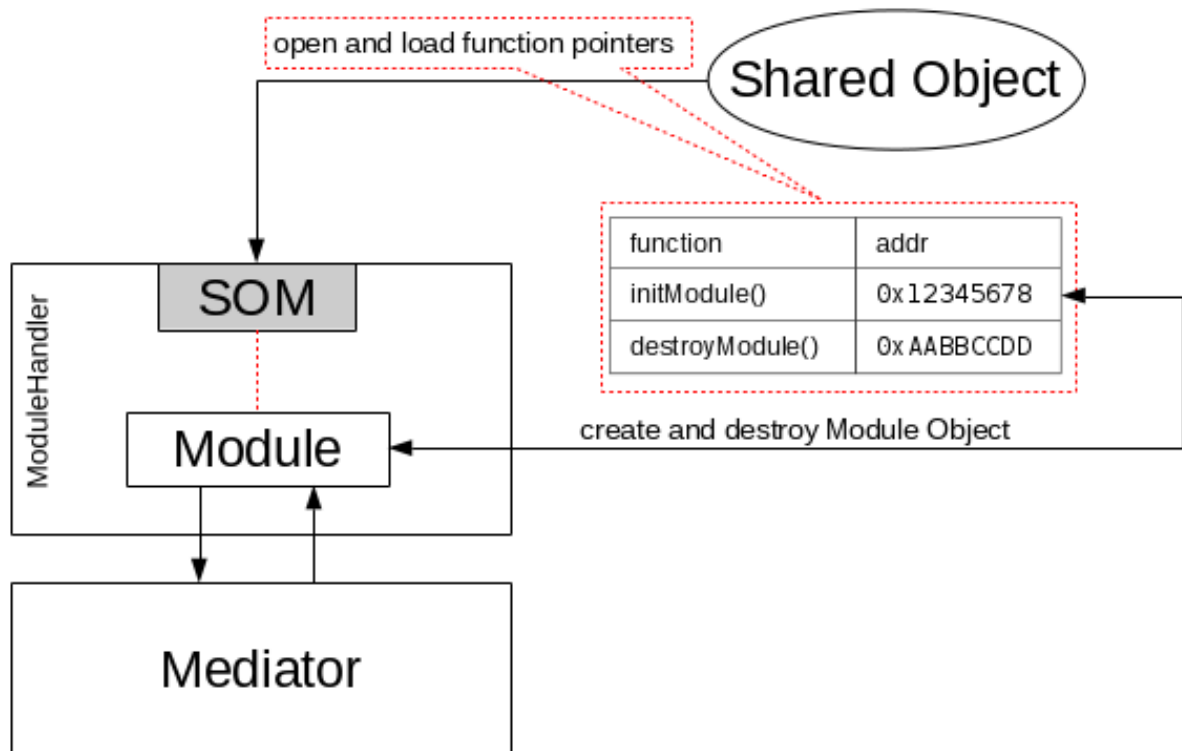 open and load function pointers
Shared Object
function addr
initModule() 0x12345678
destroyModule() 0xAABBCCDD
SOM
ModuleHandler
Module
create and destroy Module Object
Mediator